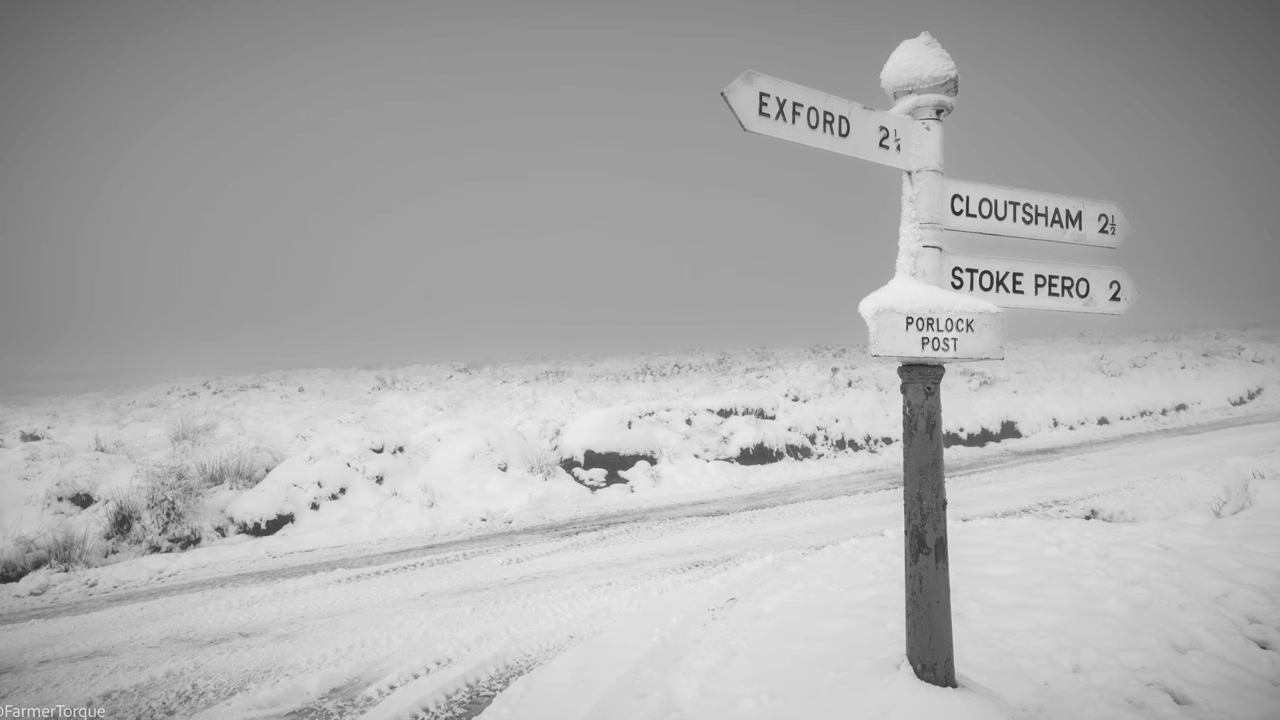 EXFORD 2¼
CLOUTSHAM 2½
STOKE PERO 2
PORLOCK
POST
©FarmerTorque